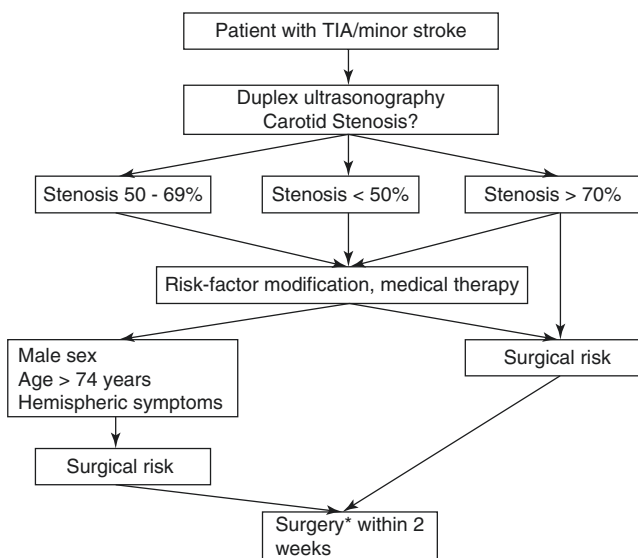 Patient with TIA/minor stroke
Duplex ultrasonography
Carotid Stenosis?
Stenosis 50 - 69%
Stenosis < 50%
Stenosis > 70%
Risk-factor modification, medical therapy
Male sex
Age > 74 years
Hemispheric symptoms
Surgical risk
Surgical risk
Surgery* within 2
weeks